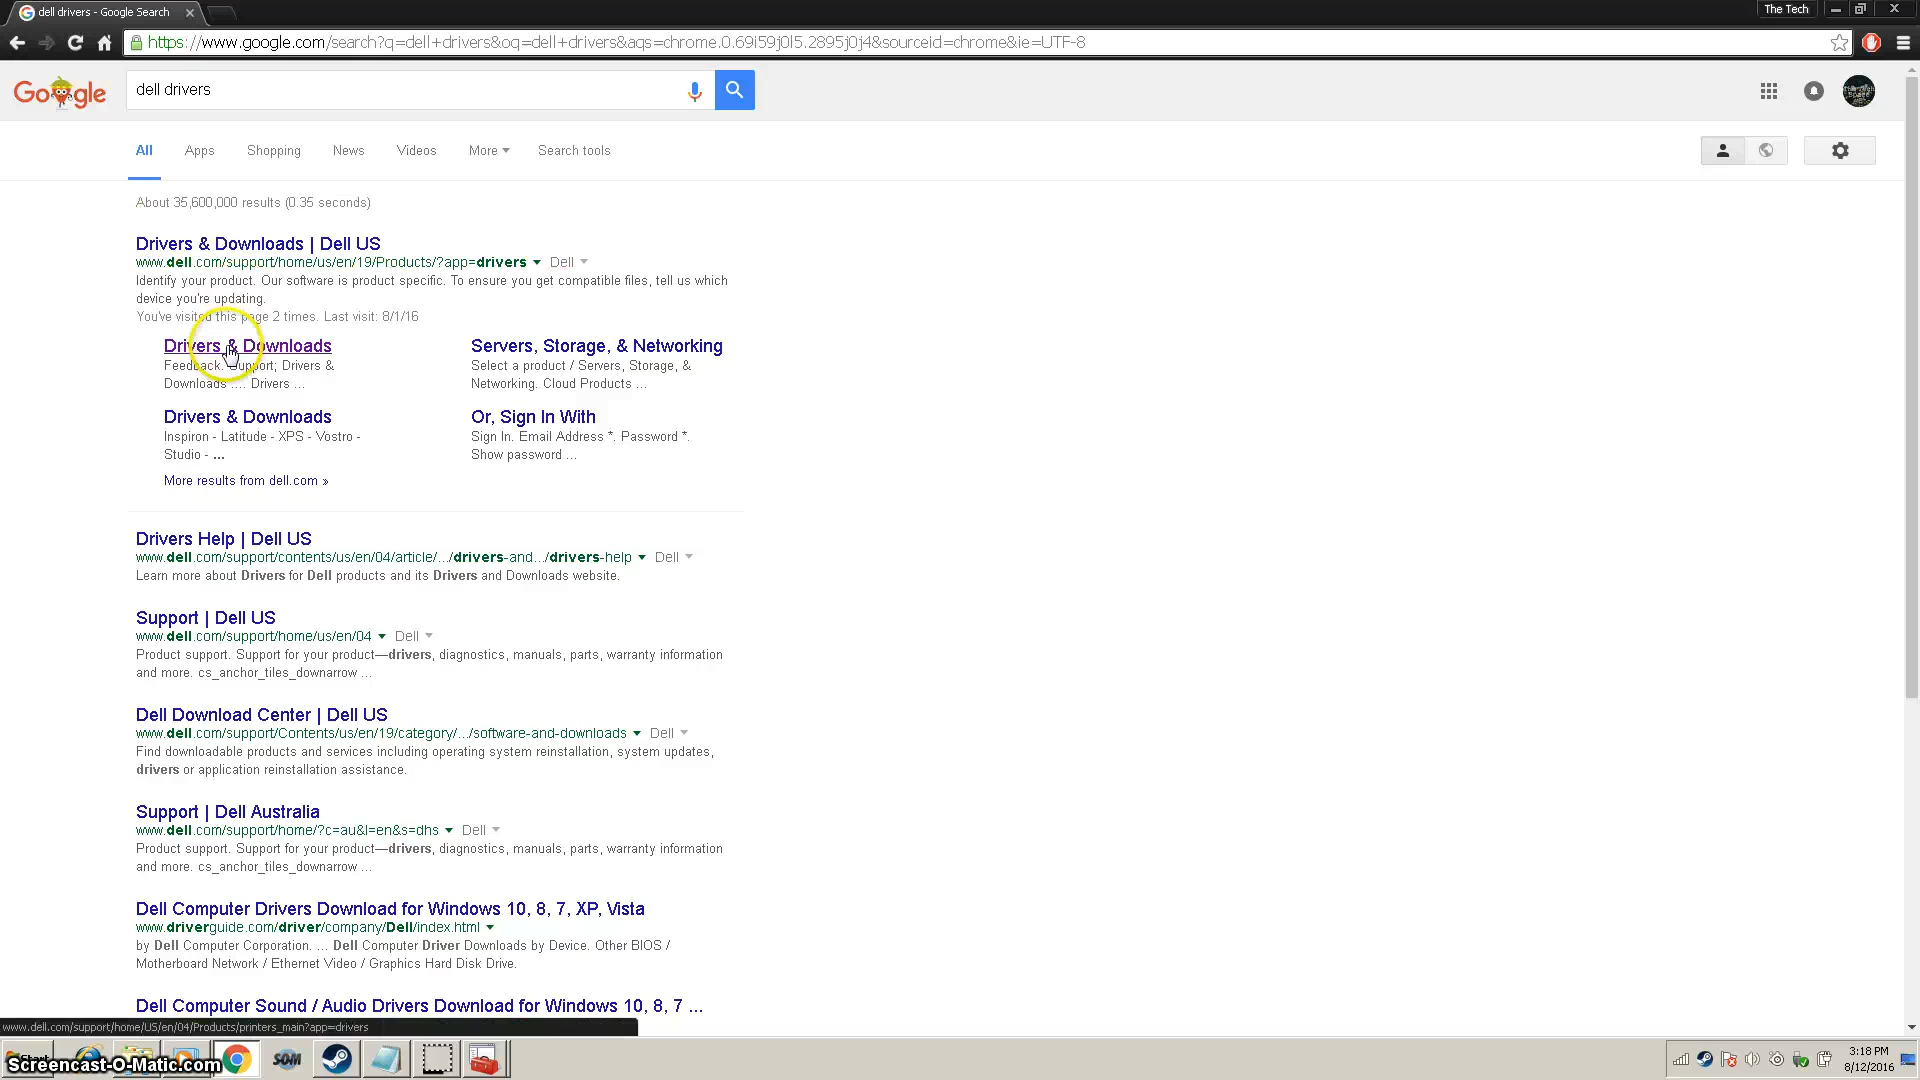 dell drivers - Google Search
The Tech
https://www.google.com/search?q=dell+drivers&oq=dell+drivers&aqs=chrome.0.69i59j0l5.2895j0j4&sourceid=chrome&ie=UTF-8
Google
dell drivers
All Apps Shopping News Videos More Search tools
About 35,600,000 results (0.35 seconds)
Drivers & Downloads | Dell US
www.dell.com/support/home/us/en/19/Products/?app=drivers Dell
Identify your product. Our software is product specific. To ensure you get compatible files, tell us which
device you're updating.
You've visited this page 2 times. Last visit: 8/1/16
Drivers & Downloads
Feedback. Support; Drivers &
Downloads .... Drivers ...
Servers, Storage, & Networking
Select a product / Servers, Storage, &
Networking. Cloud Products ...
Drivers & Downloads
Inspiron - Latitude - XPS - Vostro -
Studio - ...
Or, Sign In With
Sign In. Email Address *. Password *.
Show password ...
More results from dell.com »
Drivers Help | Dell US
www.dell.com/support/contents/us/en/04/article/.../drivers-and.../drivers-help Dell
Learn more about Drivers for Dell products and its Drivers and Downloads website.
Support | Dell US
www.dell.com/support/home/us/en/04 Dell
Product support. Support for your product—drivers, diagnostics, manuals, parts, warranty information
and more. cs_anchor_tiles_downarrow ...
Dell Download Center | Dell US
www.dell.com/support/Contents/us/en/19/category/.../software-and-downloads Dell
Find downloadable products and services including operating system reinstallation, system updates,
drivers or application reinstallation assistance.
Support | Dell Australia
www.dell.com/support/home/?c=au&l=en&s=dhs Dell
Product support. Support for your product—drivers, diagnostics, manuals, parts, warranty information
and more. cs_anchor_tiles_downarrow ...
Dell Computer Drivers Download for Windows 10, 8, 7, XP, Vista
www.driverguide.com/driver/company/Dell/index.html
by Dell Computer Corporation. ... Dell Computer Driver Downloads by Device. Other BIOS /
Motherboard Network / Ethernet Video / Graphics Hard Disk Drive.
Dell Computer Sound / Audio Drivers Download for Windows 10, 8, 7 ...
www.dell.com/support/home/US/en/04/Products/printers_main?app=drivers
Screencast-O-Matic.com
SOM
3:18 PM
8/12/2016